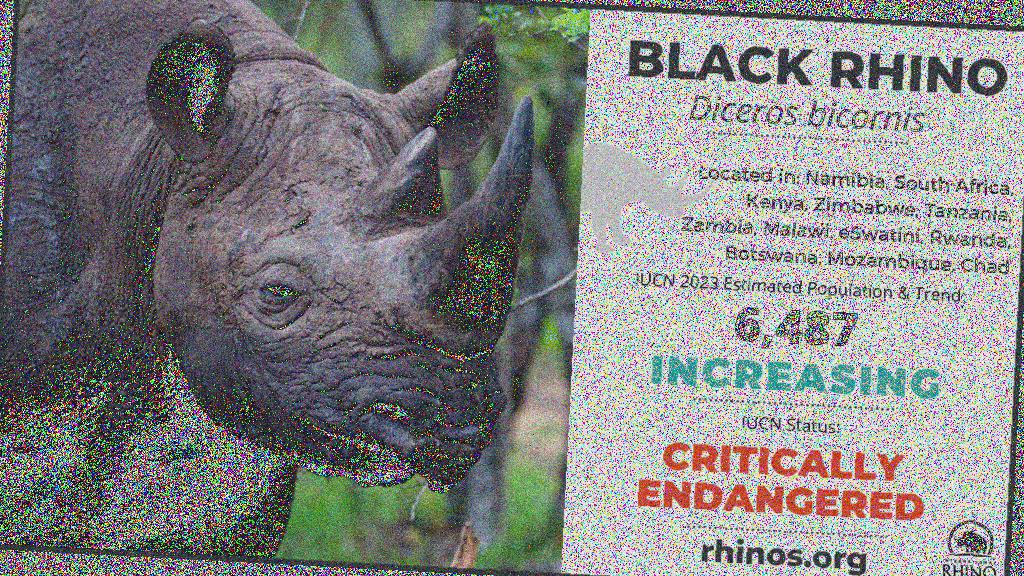 BLACK RHINO
Diceros bicornis
Located in: Namibia, South Africa,
Kenya, Zimbabwe, Tanzania,
Zambia, Malawi, eSwatini, Rwanda,
Botswana, Mozambique, Chad
IUCN 2023 Estimated Population & Trend:
6,487
INCREASING
IUCN Status:
CRITICALLY
ENDANGERED
rhinos.org
RHINO